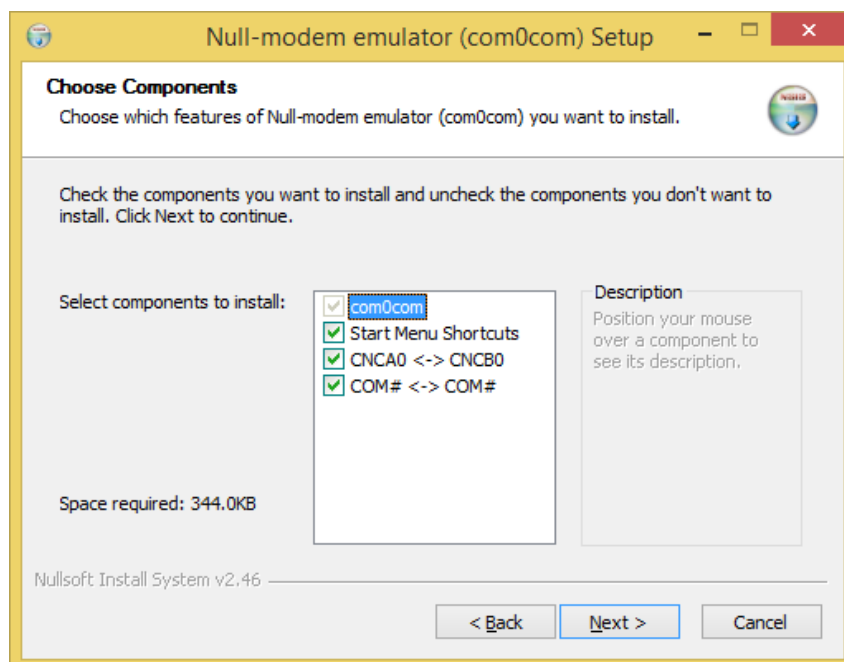 Null-modem emulator (com0com) Setup
Choose Components
Choose which features of Null-modem emulator (com0com) you want to install.
Check the components you want to install and uncheck the components you don't want to
install. Click Next to continue.
Select components to install:
com0com
Start Menu Shortcuts
CNCA0 <-> CNCB0
COM# <-> COM#
Description
Position your mouse
over a component to
see its description.
Space required: 344.0KB
Nullsoft Install System v2.46
< Back
Next >
Cancel